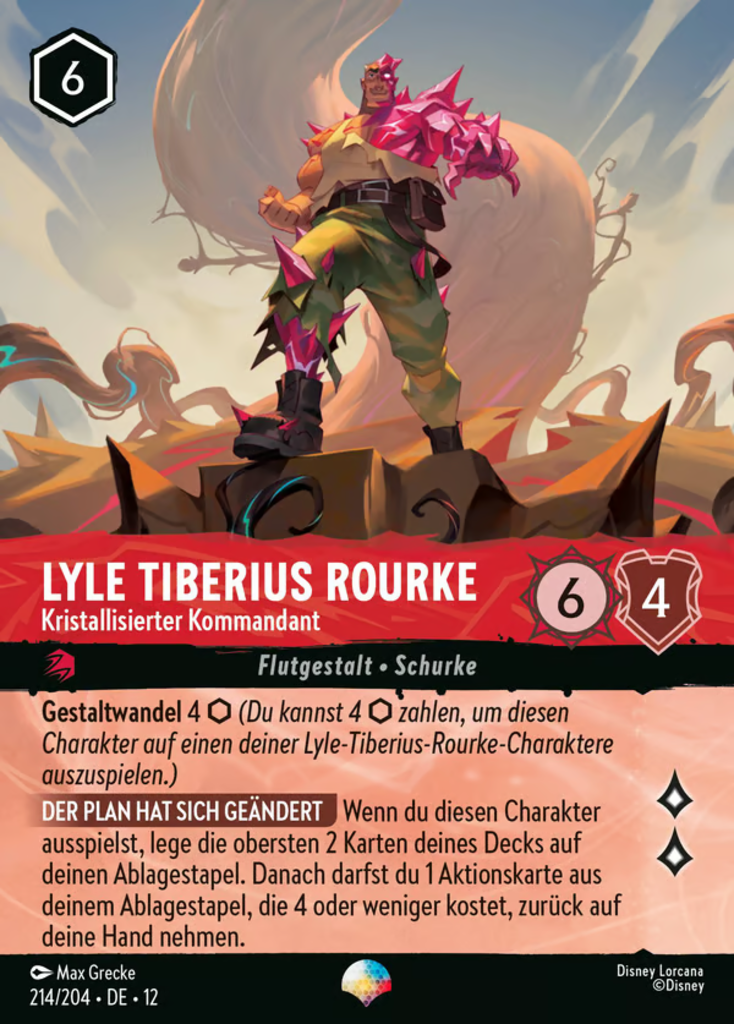 6
LYLE TIBERIUS ROURKE
Kristallisierter Kommandant
6
4
Flutgestalt • Schurke
Gestaltwandel 4 ⬡ (Du kannst 4 ⬡ zahlen, um diesen
Charakter auf einen deiner Lyle-Tiberius-Rourke-Charaktere
auszuspielen.)
DER PLAN HAT SICH GEÄNDERT Wenn du diesen Charakter
ausspielst, lege die obersten 2 Karten deines Decks auf
deinen Ablagestapel. Danach darfst du 1 Aktionskarte aus
deinem Ablagestapel, die 4 oder weniger kostet, zurück auf
deine Hand nehmen.
Max Grecke
214/204 • DE • 12
Disney Lorcana
©Disney